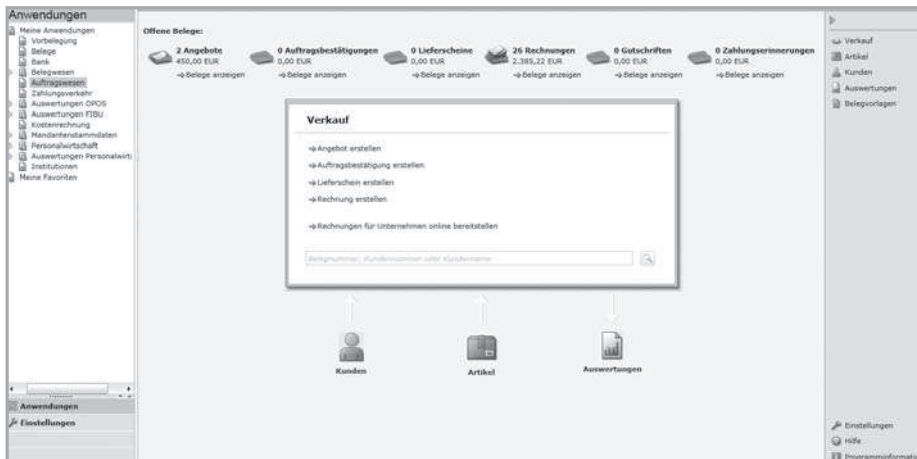 Anwendungen
Meine Anwendungen
Vorbelegung
Belege
Bank
Belegwesen
Auftragswesen
Zahlungsverkehr
Auswertungen OPOS
Auswertungen FIBU
Kostenrechnung
Mandantenstammdaten
Personalwirtschaft
Auswertungen Personalwirts
Institutionen
Meine Favoriten
Anwendungen
Einstellungen
Offene Belege:
2 Angebote
450,00 EUR
Belege anzeigen
0 Auftragsbestätigungen
0,00 EUR
Belege anzeigen
0 Lieferscheine
0,00 EUR
Belege anzeigen
26 Rechnungen
2.385,22 EUR
Belege anzeigen
0 Gutschriften
0,00 EUR
Belege anzeigen
0 Zahlungserinnerungen
0,00 EUR
Belege anzeigen
Verkauf
Angebot erstellen
Auftragsbestätigung erstellen
Lieferschein erstellen
Rechnung erstellen
Rechnungen für Unternehmen online bereitstellen
Belegnummer, Kundennummer oder Kundenname
Kunden
Artikel
Auswertungen
Verkauf
Artikel
Kunden
Auswertungen
Belegvorlagen
Einstellungen
Hilfe
Programminformatio